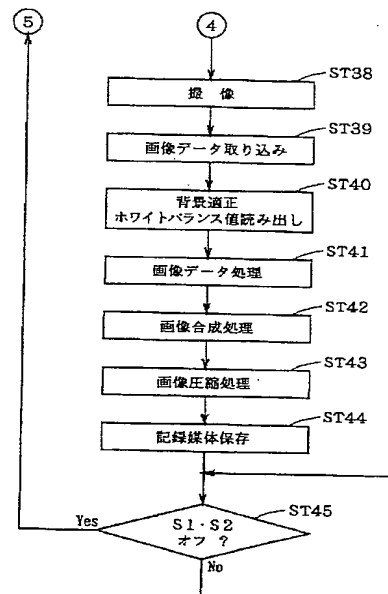 5
4
ST38
撮 像
ST39
画像データ取り込み
ST40
背景適正
ホワイトバランス値読み出し
ST41
画像データ処理
ST42
画像合成処理
ST43
画像圧縮処理
ST44
記録媒体保存
ST45
Yes
S1・S2
オフ ?
No